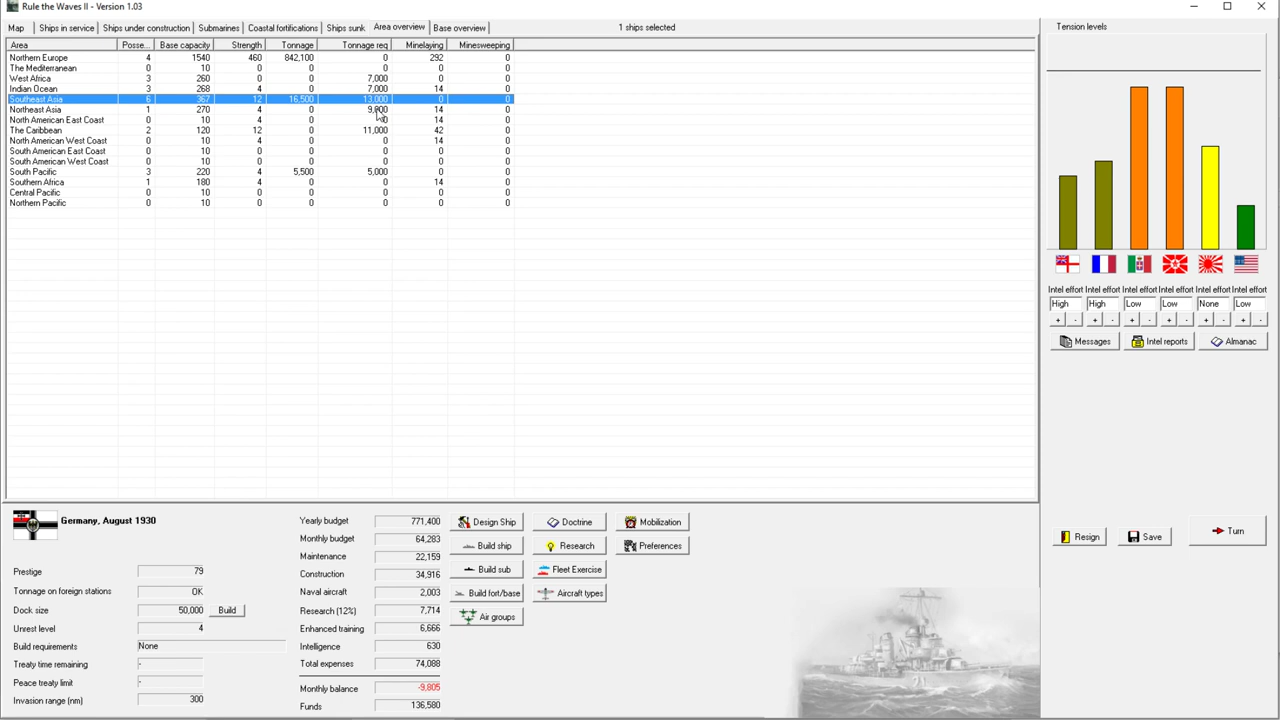 Rule the Waves II - Version 1.03
Map Ships in service Ships under construction Submarines Coastal fortifications Ships sunk Area overview Base overview 1 ships selected
Area Posse... Base capacity Strength Tonnage Tonnage req Minelaying Minesweeping
Northern Europe 4 1540 460 842,100 0 292 0
The Mediterranean 0 10 0 0 0 0 0
West Africa 3 260 0 0 7,000 0 0
Indian Ocean 3 268 4 0 7,000 14 0
Southeast Asia 6 367 12 16,500 13,000 0 0
Northeast Asia 1 270 4 0 9,000 14 0
North American East Coast 0 10 4 0 0 14 0
The Caribbean 2 120 12 0 11,000 42 0
North American West Coast 0 10 4 0 0 14 0
South American East Coast 0 10 0 0 0 0 0
South American West Coast 0 10 0 0 0 0 0
South Pacific 3 220 4 5,500 5,000 0 0
Southern Africa 1 180 4 0 0 14 0
Central Pacific 0 10 0 0 0 0 0
Northern Pacific 0 10 0 0 0 0 0
Tension levels
Intel effort Intel effort Intel effort Intel effort Intel effort Intel effort
High High Low Low None Low
+ - + - + - + - + - + -
Messages Intel reports Almanac
Resign Save Turn
Germany, August 1930
Prestige 79
Tonnage on foreign stations OK
Dock size 50,000 Build
Unrest level 4
Build requirements None
Treaty time remaining -
Peace treaty limit -
Invasion range (nm) 300
Yearly budget 771,400
Monthly budget 64,283
Maintenance 22,159
Construction 34,916
Naval aircraft 2,003
Research (12%) 7,714
Enhanced training 6,666
Intelligence 630
Total expenses 74,088
Monthly balance -9,805
Funds 136,580
Design Ship Doctrine Mobilization
Build ship Research Preferences
Build sub Fleet Exercise
Build fort/base Aircraft types
Air groups